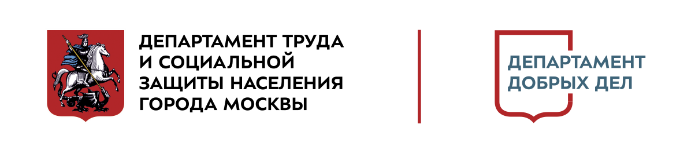 ДЕПАРТАМЕНТ ТРУДА
И СОЦИАЛЬНОЙ
ЗАЩИТЫ НАСЕЛЕНИЯ
ГОРОДА МОСКВЫ
ДЕПАРТАМЕНТ
ДОБРЫХ ДЕЛ